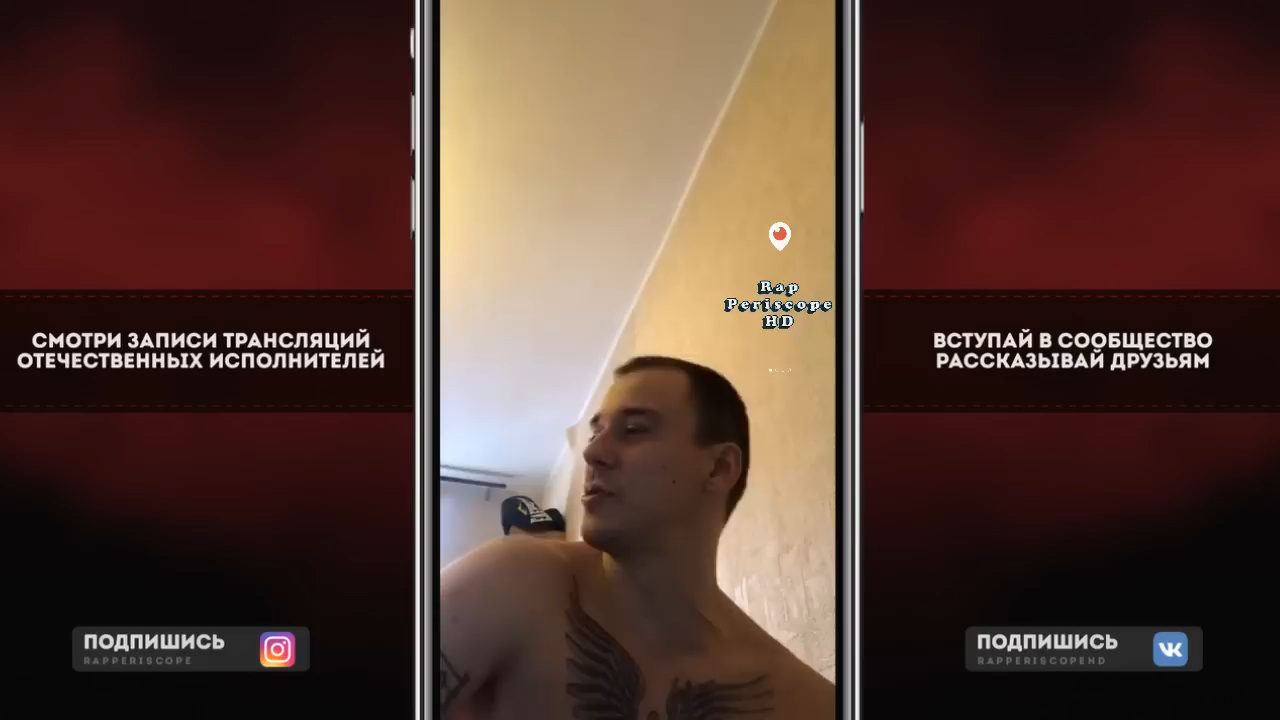 СМОТРИ ЗАПИСИ ТРАНСЛЯЦИЙ
ОТЕЧЕСТВЕННЫХ ИСПОЛНИТЕЛЕЙ
Rap
Periscope
HD
ВСТУПАЙ В СООБЩЕСТВО
РАССКАЗЫВАЙ ДРУЗЬЯМ
ПОДПИШИСЬ
RAPPERISCOPE
ПОДПИШИСЬ
RAPPERISCOPEHD